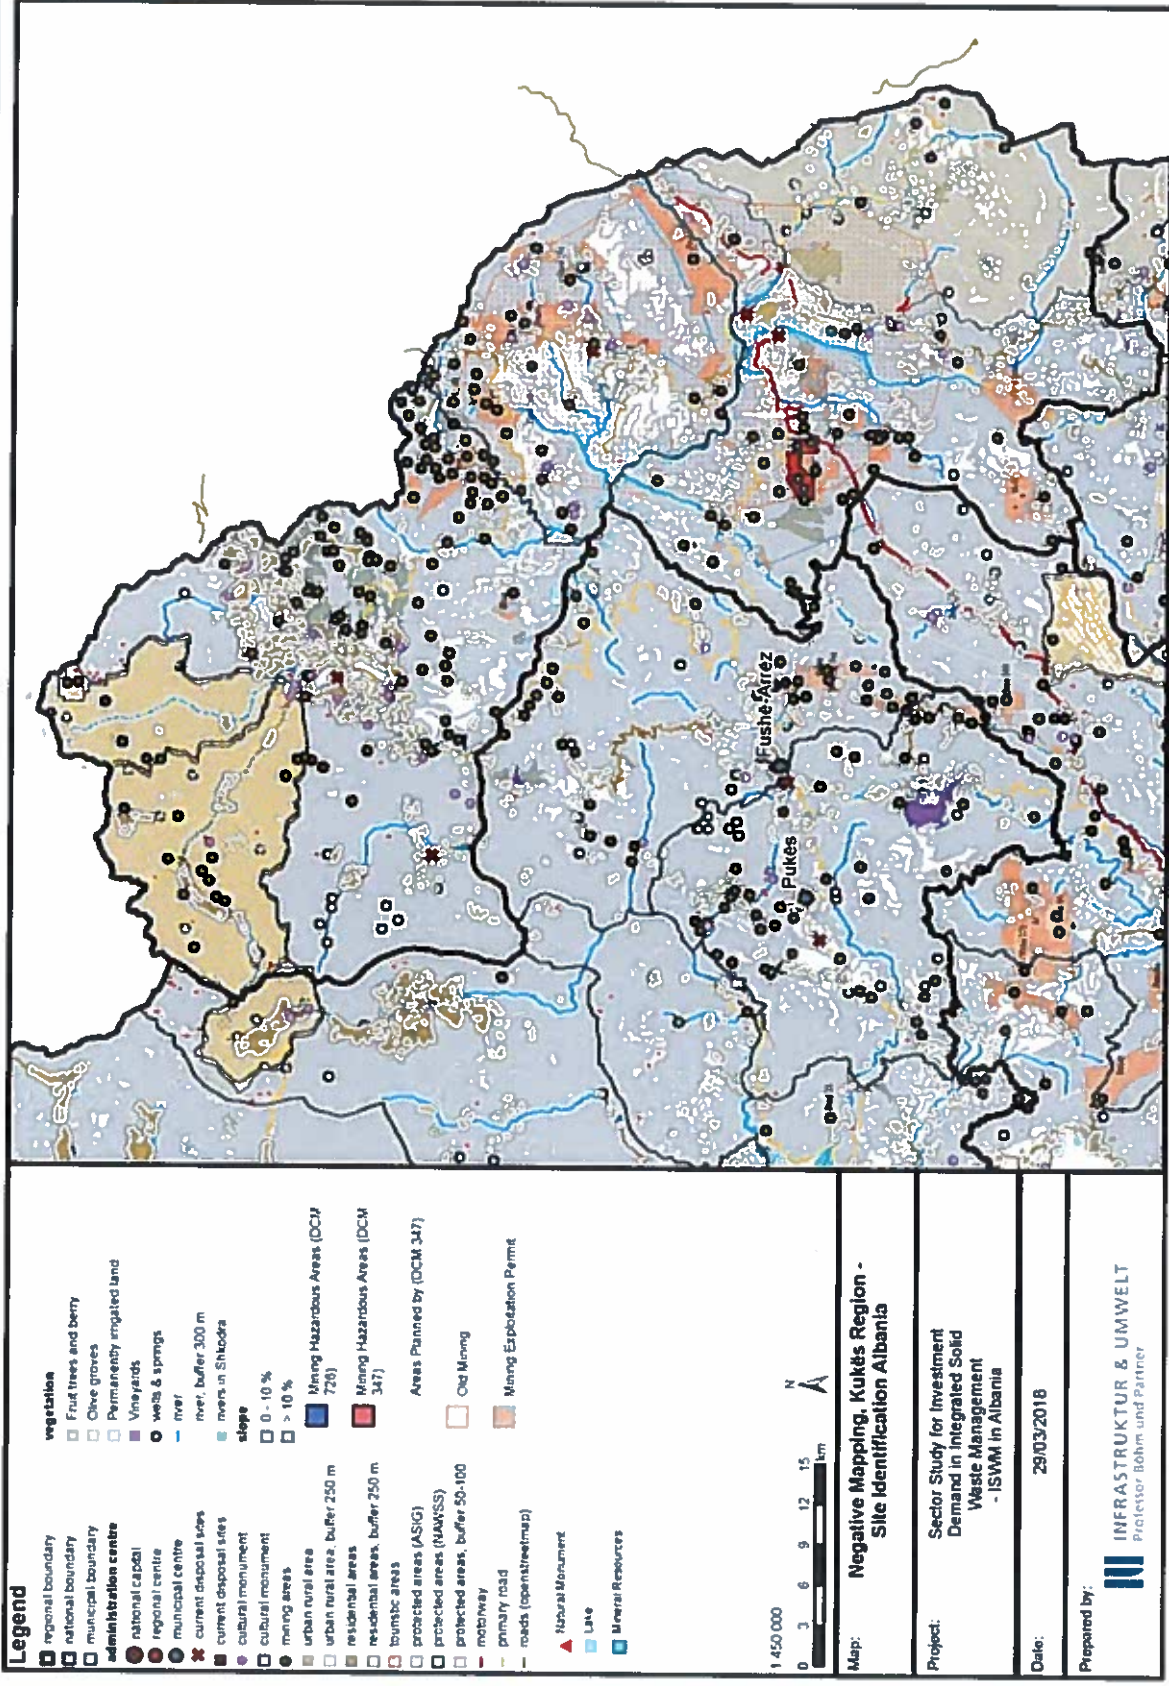 Legend
regional boundary
national boundary
municipal boundary
administration centre
national capital
regional centre
municipal centre
current disposal sites
current disposal sites
cultural monument
cultural monument
mining areas
urban rural area
urban rural area, buffer 250 m
residential areas
residential areas, buffer 250 m
touristic areas
protected areas (ASIG)
protected areas (NAWSS)
protected areas, buffer 50-100
motorway
primary road
roads (openstreetmap)
Natural Monument
Lake
Mineral Resources
vegetation
Fruit trees and berry
Olive groves
Permanently irrigated land
Vineyards
wells & springs
river
river, buffer 300 m
rivers in Shkodra
slope
0 - 10 %
> 10 %
Mining Hazardous Areas (DCM
726)
Mining Hazardous Areas (DCM
347)
Areas Planned by (DCM 347)
Old Mining
Mining Exploitation Permit
1:450 000
0 3 6 9 12 15
km
N
Map:
Negative Mapping, Kukës Region -
Site Identification Albania
Project:
Sector Study for Investment
Demand in Integrated Solid
Waste Management
- ISWM in Albania
Date:
29/03/2018
Prepared by:
INFRASTRUKTUR & UMWELT
Professor Böhm und Partner
Fushë-Arrëz
Pukës